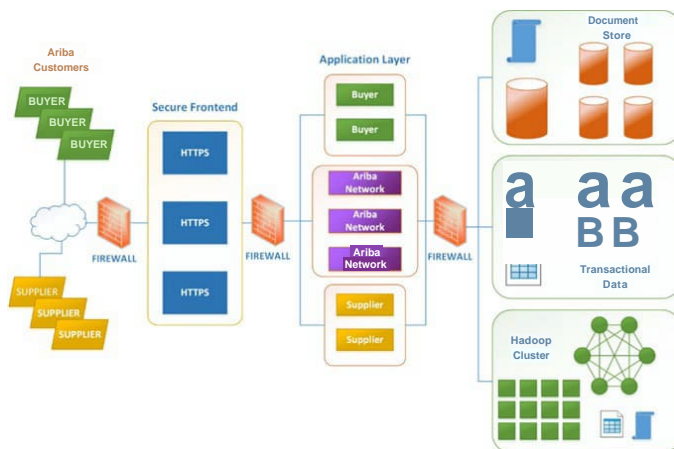 Ariba
Customers
BUYER
BUYER
BUYER
SUPPLIER
SUPPLIER
SUPPLIER
FIREWALL
Secure Frontend
HTTPS
HTTPS
HTTPS
FIREWALL
Application Layer
Buyer
Buyer
Ariba
Network
Ariba
Network
Ariba
Network
Supplier
Supplier
FIREWALL
Document
Store
a a a
B B
Transactional
Data
Hadoop
Cluster